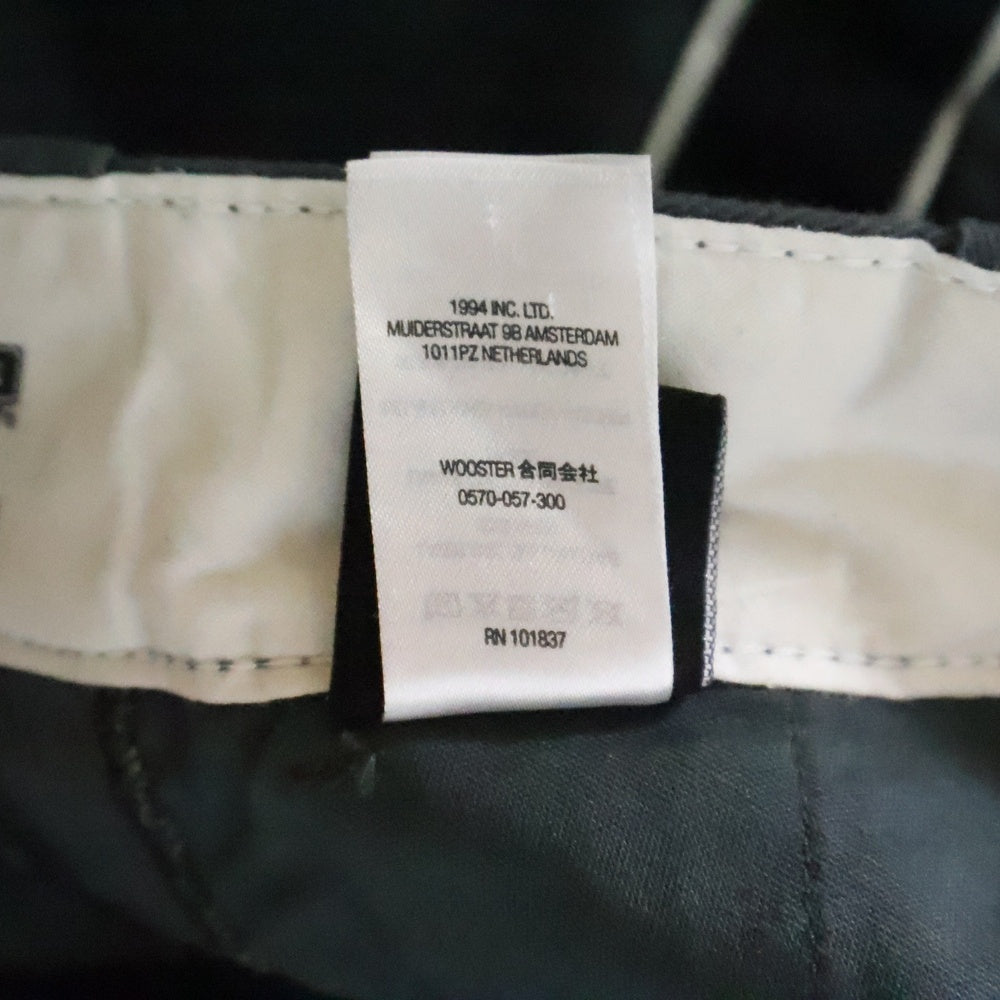 1994 INC. LTD.
MUIDERSTRAAT 9B AMSTERDAM
1011PZ NETHERLANDS
WOOSTER 合同会社
0570-057-300
RN 101837